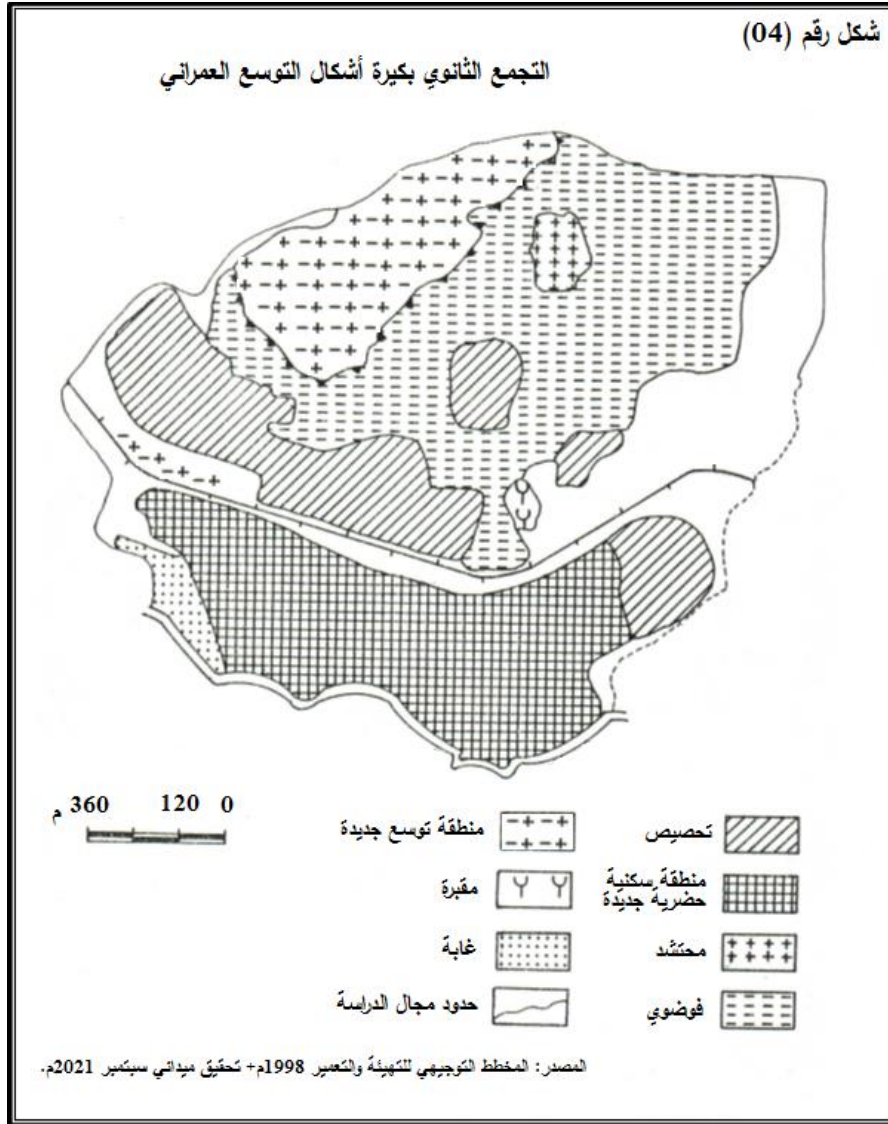 شكل رقم (04)
التجمع الثانوي بكيرة أشكال التوسع العمراني
0 120 360 م
تحصيص
منطقة سكنية
حضرية جديدة
محتشد
فوضوي
منطقة توسع جديدة
مقبرة
غابة
حدود مجال الدراسة
المصدر: المخطط التوجيهي للتهيئة والتعمير 1998م+ تحقيق ميداني سبتمبر 2021م.